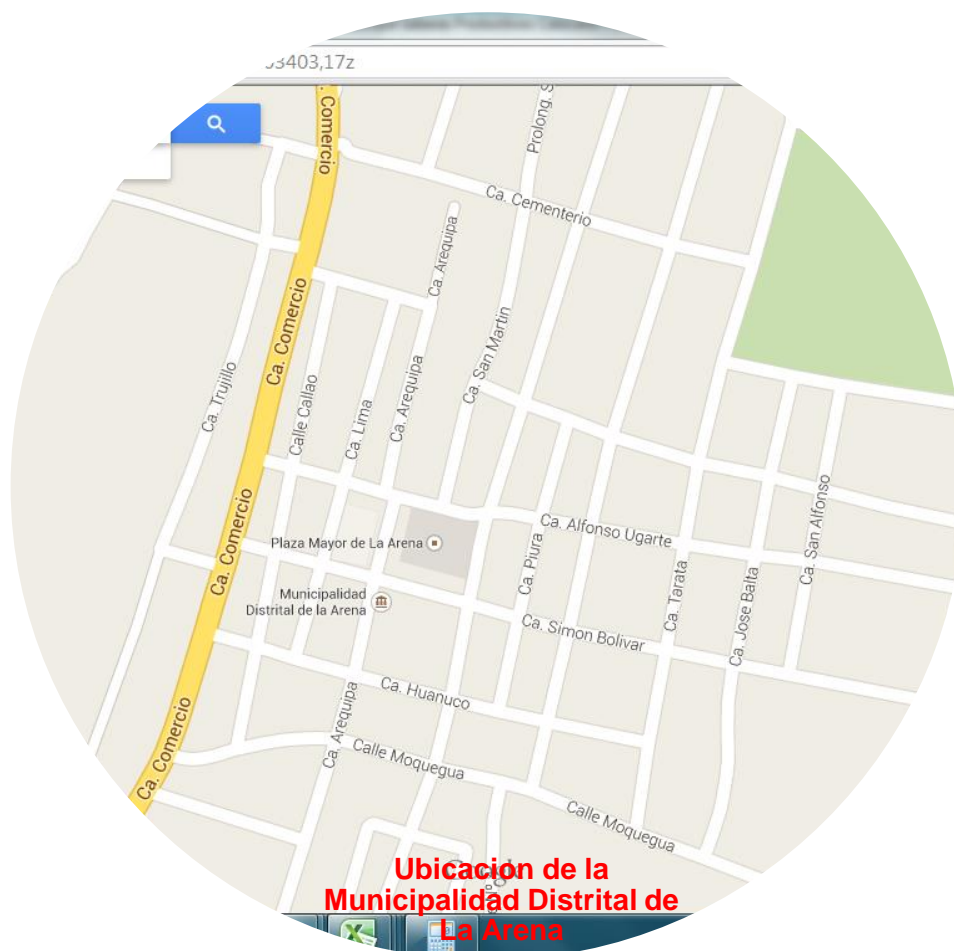 03403,17z
Ca. Comercio
Prolong. S
Ca. Cementerio
Ca. Arequipa
Ca. Comercio
Ca. San Martin
Ca. Trujillo
Calle Callao
Ca. Lima
Ca. Arequipa
Ca. Comercio
Ca. San Alfonso
Ca. Alfonso Ugarte
Plaza Mayor de La Arena
Ca. Piura
Ca. Tarata
Ca. Jose Balta
Municipalidad
Distrital de la Arena
Ca. Simon Bolivar
Ca. Huanuco
Ca. Arequipa
Ca. Comercio
Calle Moquegua
Calle Moquegua
Ubicación de la
Municipalidad Distrital de
La Arena